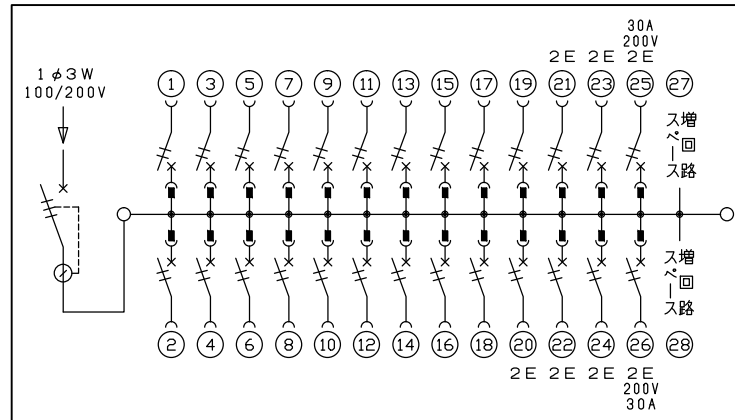 30A
200V
2E 2E 2E
1φ3W
100/200V
① ③ ⑤ ⑦ ⑨ ⑪ ⑬ ⑮ ⑰ ⑲ ㉑ ㉓ ㉕ ㉗
増回路
スペース
増回路
スペース
② ④ ⑥ ⑧ ⑩ ⑫ ⑭ ⑯ ⑱ ⑳ ㉒ ㉔ ㉖ ㉘
2E 2E 2E 2E
200V
30A